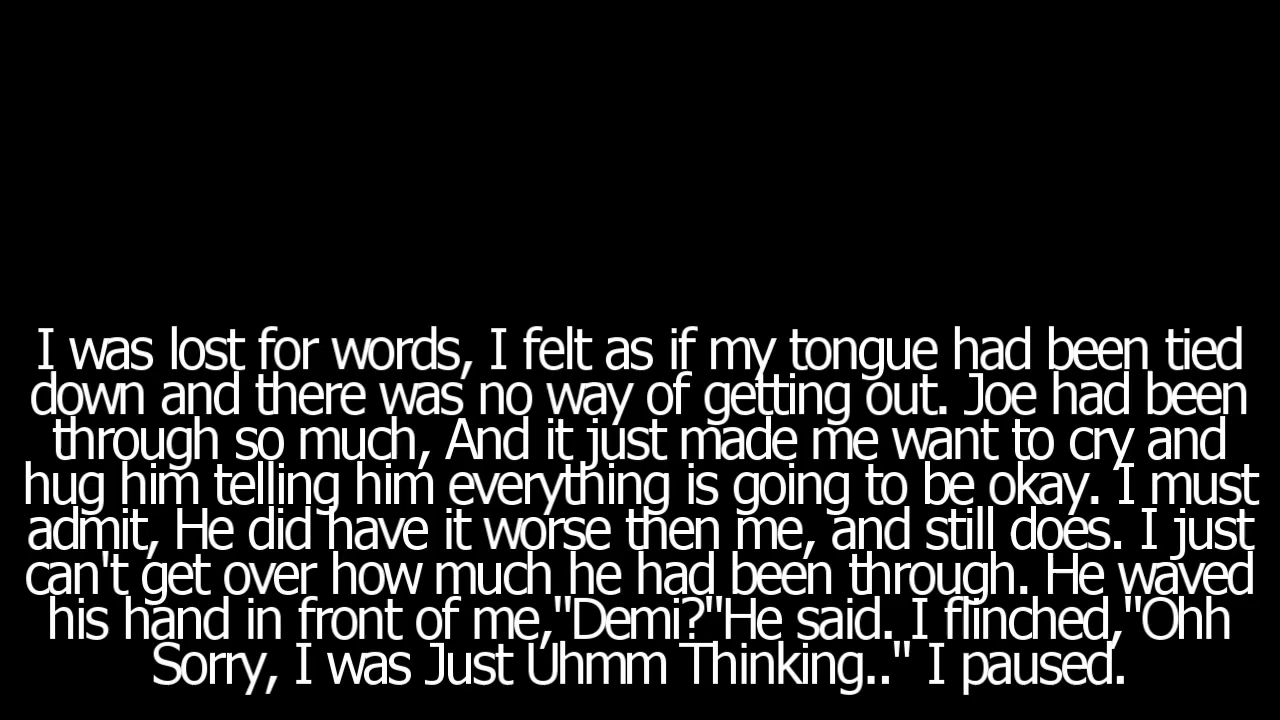 I was lost for words, I felt as if my tongue had been tied
down and there was no way of getting out. Joe had been
through so much, And it just made me want to cry and
hug him telling him everything is going to be okay. I must
admit, He did have it worse then me, and still does. I just
can't get over how much he had been through. He waved
his hand in front of me,"Demi?"He said. I flinched,"Ohh
Sorry, I was Just Uhmm Thinking.." I paused.